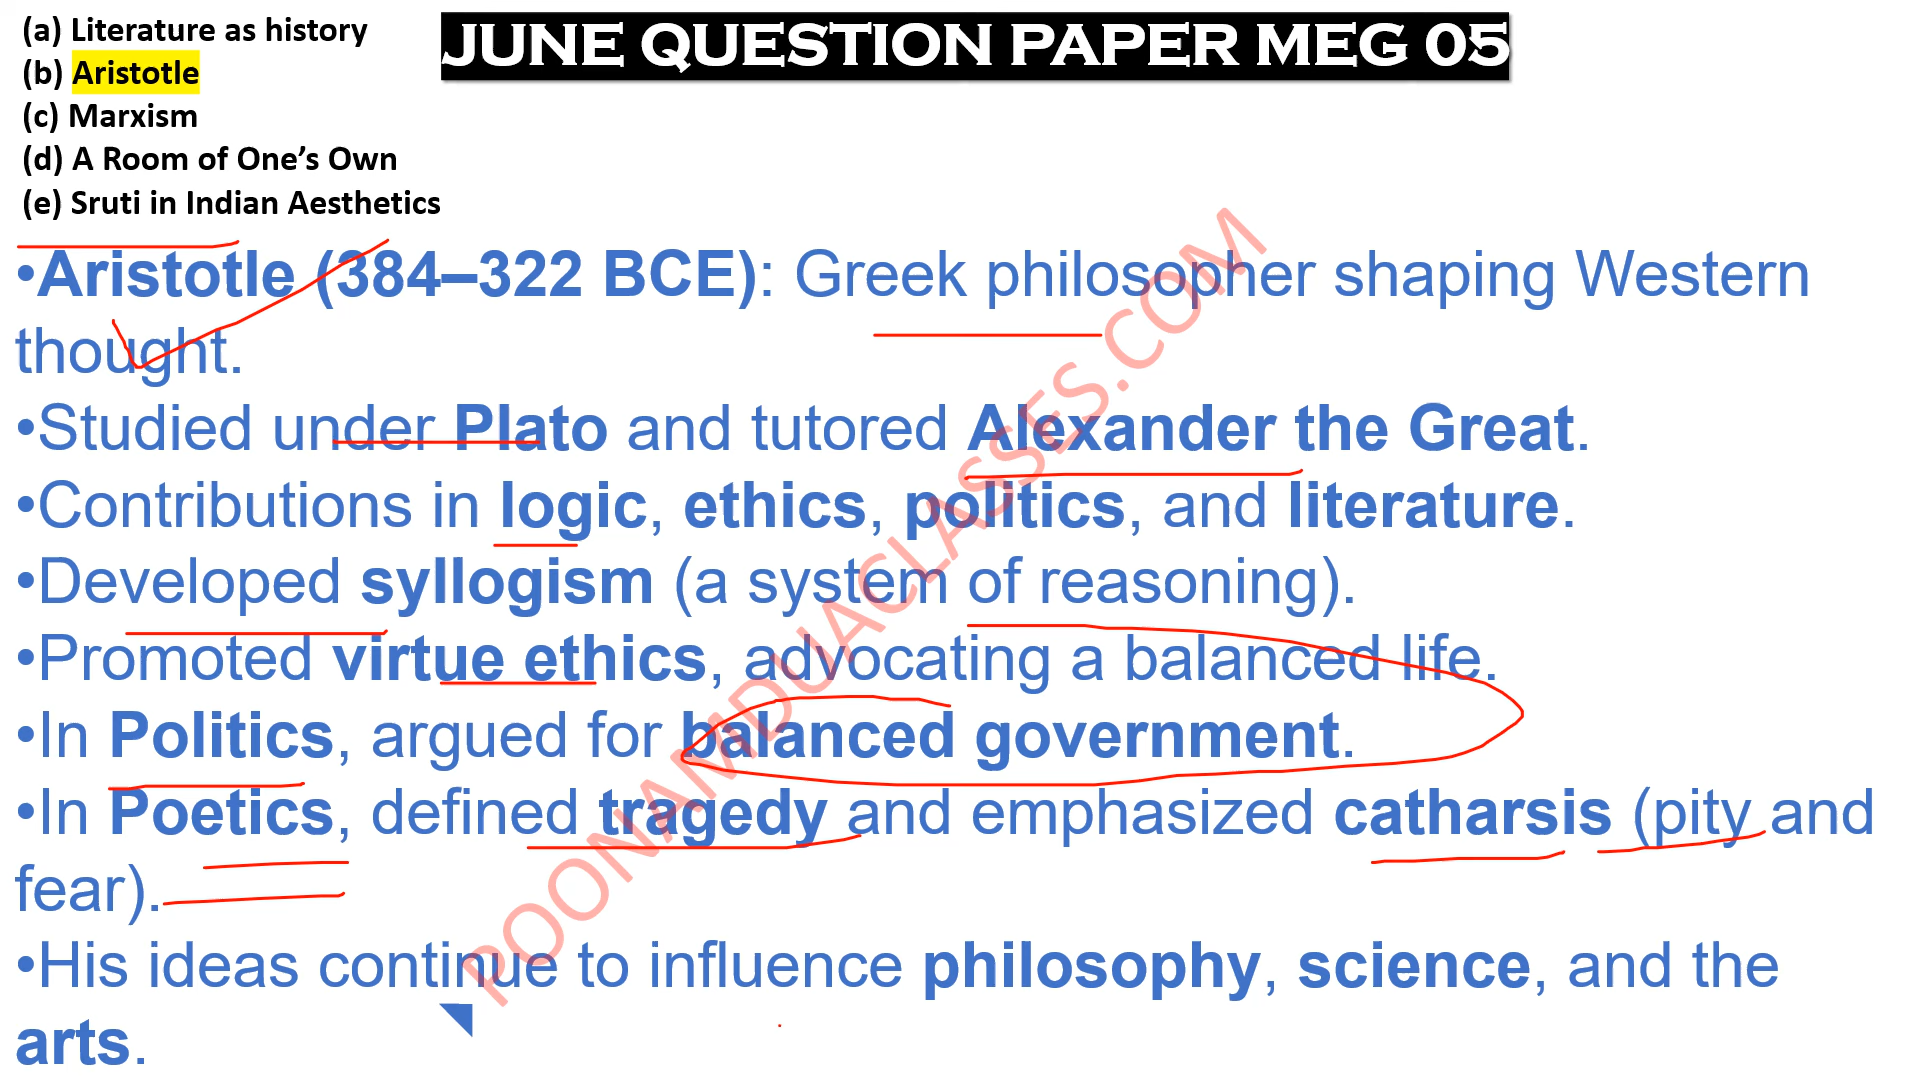 (a) Literature as history
(b) Aristotle
(c) Marxism
(d) A Room of One’s Own
(e) Sruti in Indian Aesthetics
JUNE QUESTION PAPER MEG 05
•Aristotle (384–322 BCE): Greek philosopher shaping Western
thought.
•Studied under Plato and tutored Alexander the Great.
•Contributions in logic, ethics, politics, and literature.
•Developed syllogism (a system of reasoning).
•Promoted virtue ethics, advocating a balanced life.
•In Politics, argued for balanced government.
•In Poetics, defined tragedy and emphasized catharsis (pity and
fear).
•His ideas continue to influence philosophy, science, and the
arts.
POONAMDUACLASSES.COM